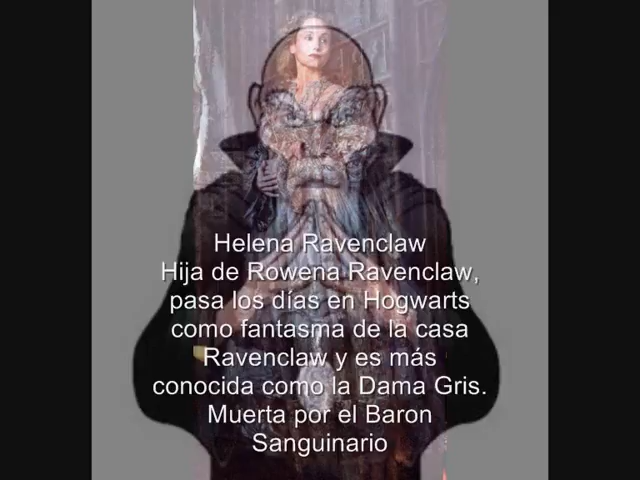 Helena Ravenclaw
Hija de Rowena Ravenclaw,
pasa los días en Hogwarts
como fantasma de la casa
Ravenclaw y es más
conocida como la Dama Gris.
Muerta por el Baron
Sanguinario